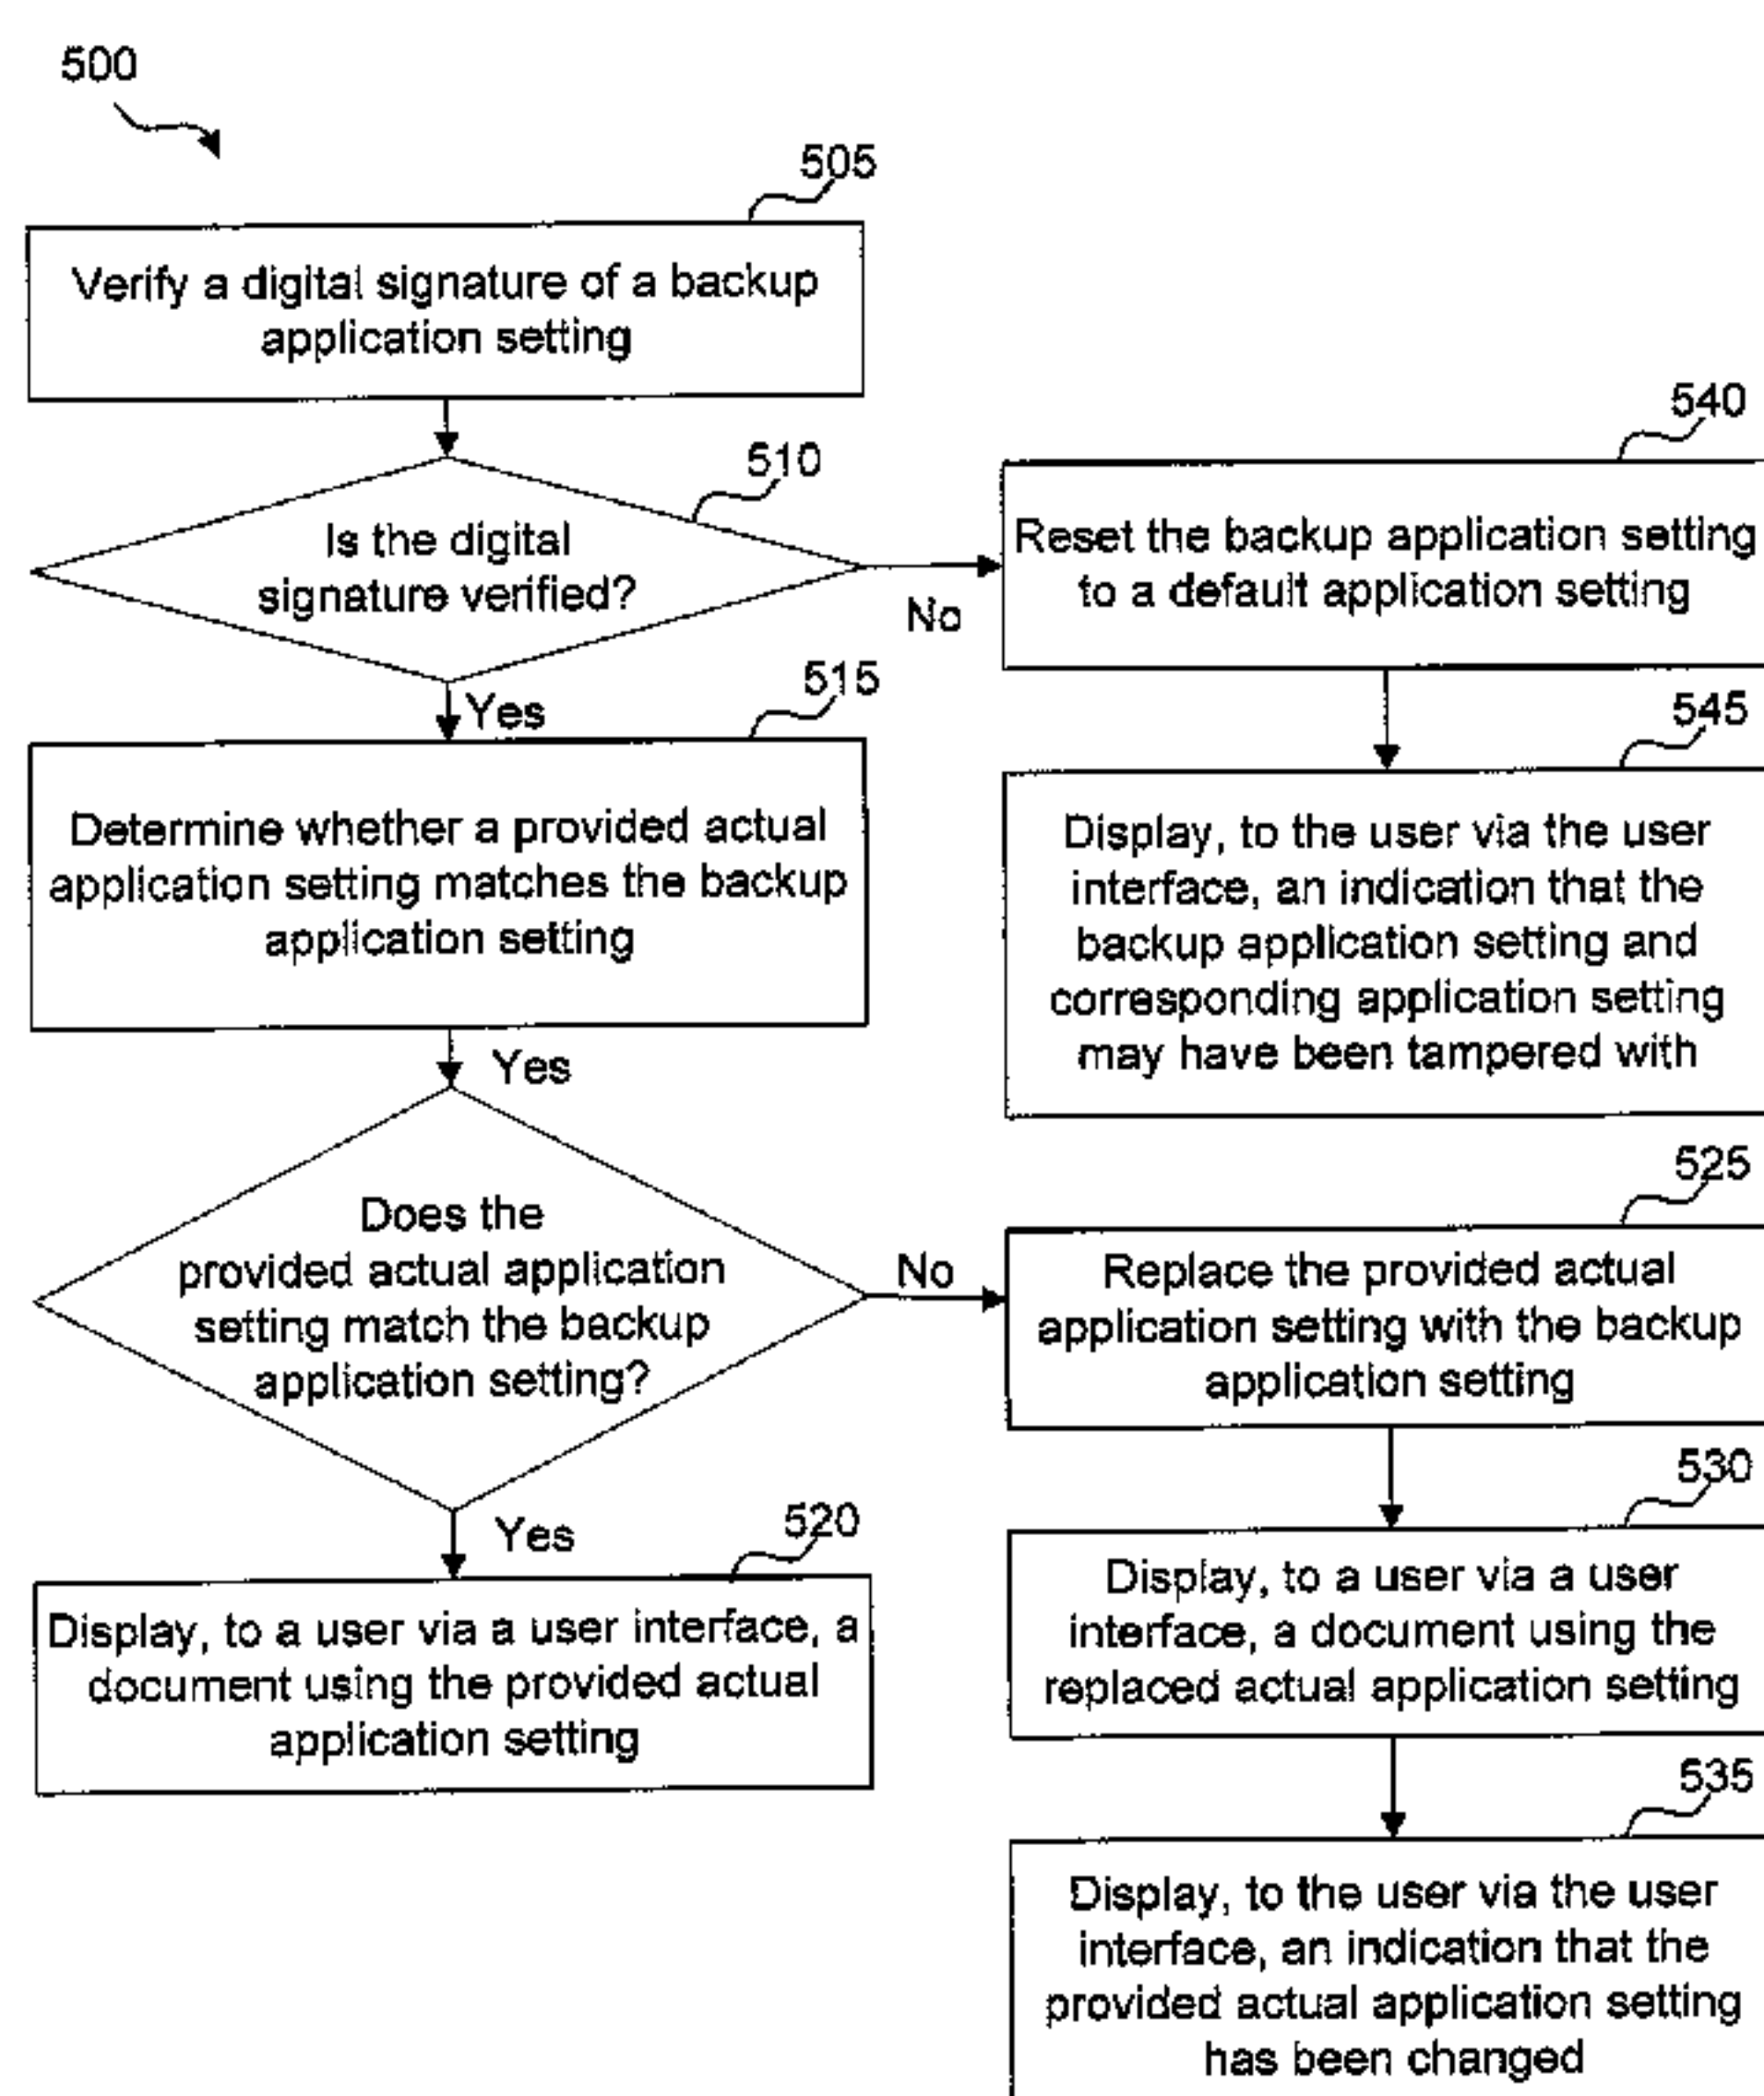 500
505
Verify a digital signature of a backup
application setting
510
Is the digital
signature verified?
No
Yes
540
Reset the backup application setting
to a default application setting
515
Determine whether a provided actual
application setting matches the backup
application setting
Yes
545
Display, to the user via the user
interface, an indication that the
backup application setting and
corresponding application setting
may have been tampered with
Does the
provided actual application
setting match the backup
application setting?
No
Yes
525
Replace the provided actual
application setting with the backup
application setting
520
Display, to a user via a user interface, a
document using the provided actual
application setting
530
Display, to a user via a user
interface, a document using the
replaced actual application setting
535
Display, to the user via the user
interface, an indication that the
provided actual application setting
has been changed